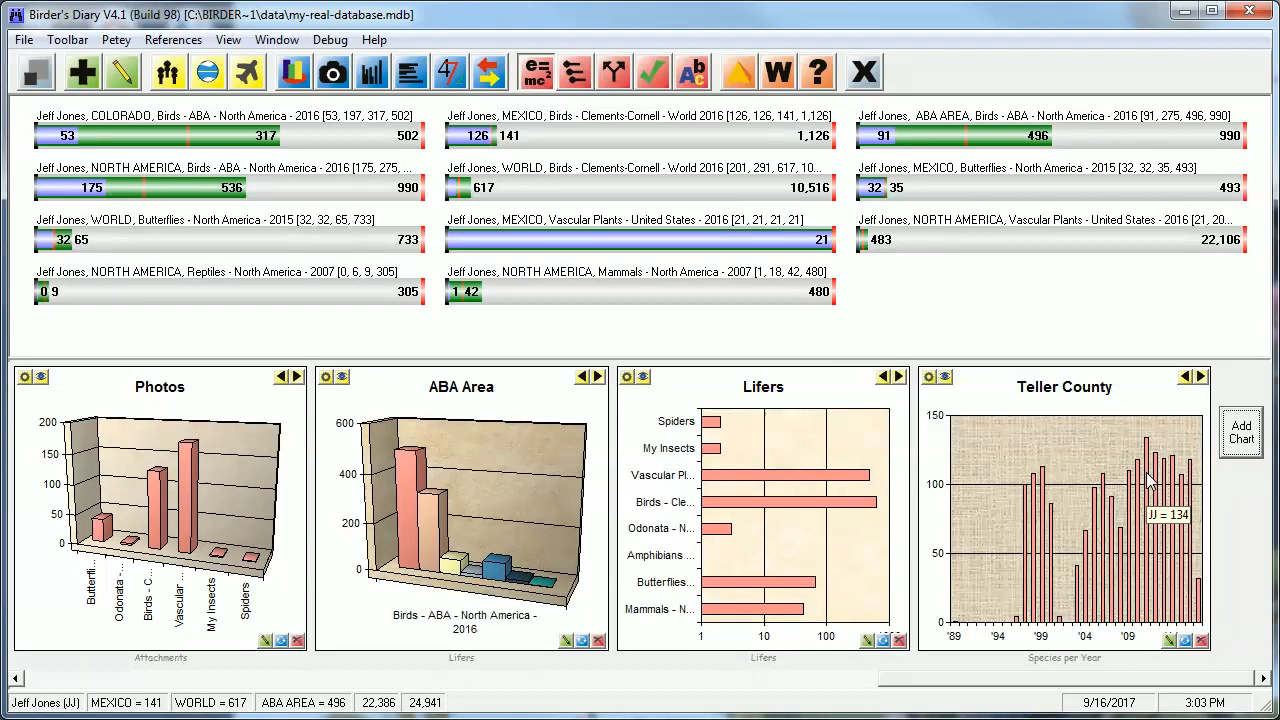 Birder's Diary V4.1 (Build 98) [C:\BIRDER~1\data\my-real-database.mdb]
File Toolbar Petey References View Window Debug Help
e= mc² 47 Abc W ? X
Jeff Jones, COLORADO, Birds - ABA - North America - 2016 [53, 197, 317, 502]
53 317 502
Jeff Jones, MEXICO, Birds - Clements-Cornell - World 2016 [126, 126, 141, 1,126]
126 141 1,126
Jeff Jones, ABA AREA, Birds - ABA - North America - 2016 [91, 275, 496, 990]
91 496 990
Jeff Jones, NORTH AMERICA, Birds - ABA - North America - 2016 [175, 275, ...
175 536 990
Jeff Jones, WORLD, Birds - Clements-Cornell - World 2016 [201, 291, 617, 10...
617 10,516
Jeff Jones, MEXICO, Butterflies - North America - 2015 [32, 32, 35, 493]
32 35 493
Jeff Jones, WORLD, Butterflies - North America - 2015 [32, 32, 65, 733]
32 65 733
Jeff Jones, MEXICO, Vascular Plants - United States - 2016 [21, 21, 21, 21]
21
Jeff Jones, NORTH AMERICA, Vascular Plants - United States - 2016 [21, 20...
483 22,106
Jeff Jones, NORTH AMERICA, Reptiles - North America - 2007 [0, 6, 9, 305]
0 9 305
Jeff Jones, NORTH AMERICA, Mammals - North America - 2007 [1, 18, 42, 480]
1 42 480
Photos
200
150
100
50
0
Butterfli...
Odonata -...
Birds - C...
Vascular ...
My Insects
Spiders
Attachments
ABA Area
600
400
200
0
Birds - ABA - North America -
2016
Lifers
Lifers
Spiders
My Insects
Vascular Pl...
Birds - Cle...
Odonata - N...
Amphibians ...
Butterflies...
Mammals - N...
1 10 100
Lifers
Teller County
150
100
50
0
JJ = 134
'89 '94 '99 '04 '09
Species per Year
Add
Chart
Jeff Jones (JJ) MEXICO = 141 WORLD = 617 ABA AREA = 496 22,386 24,941 9/16/2017 3:03 PM